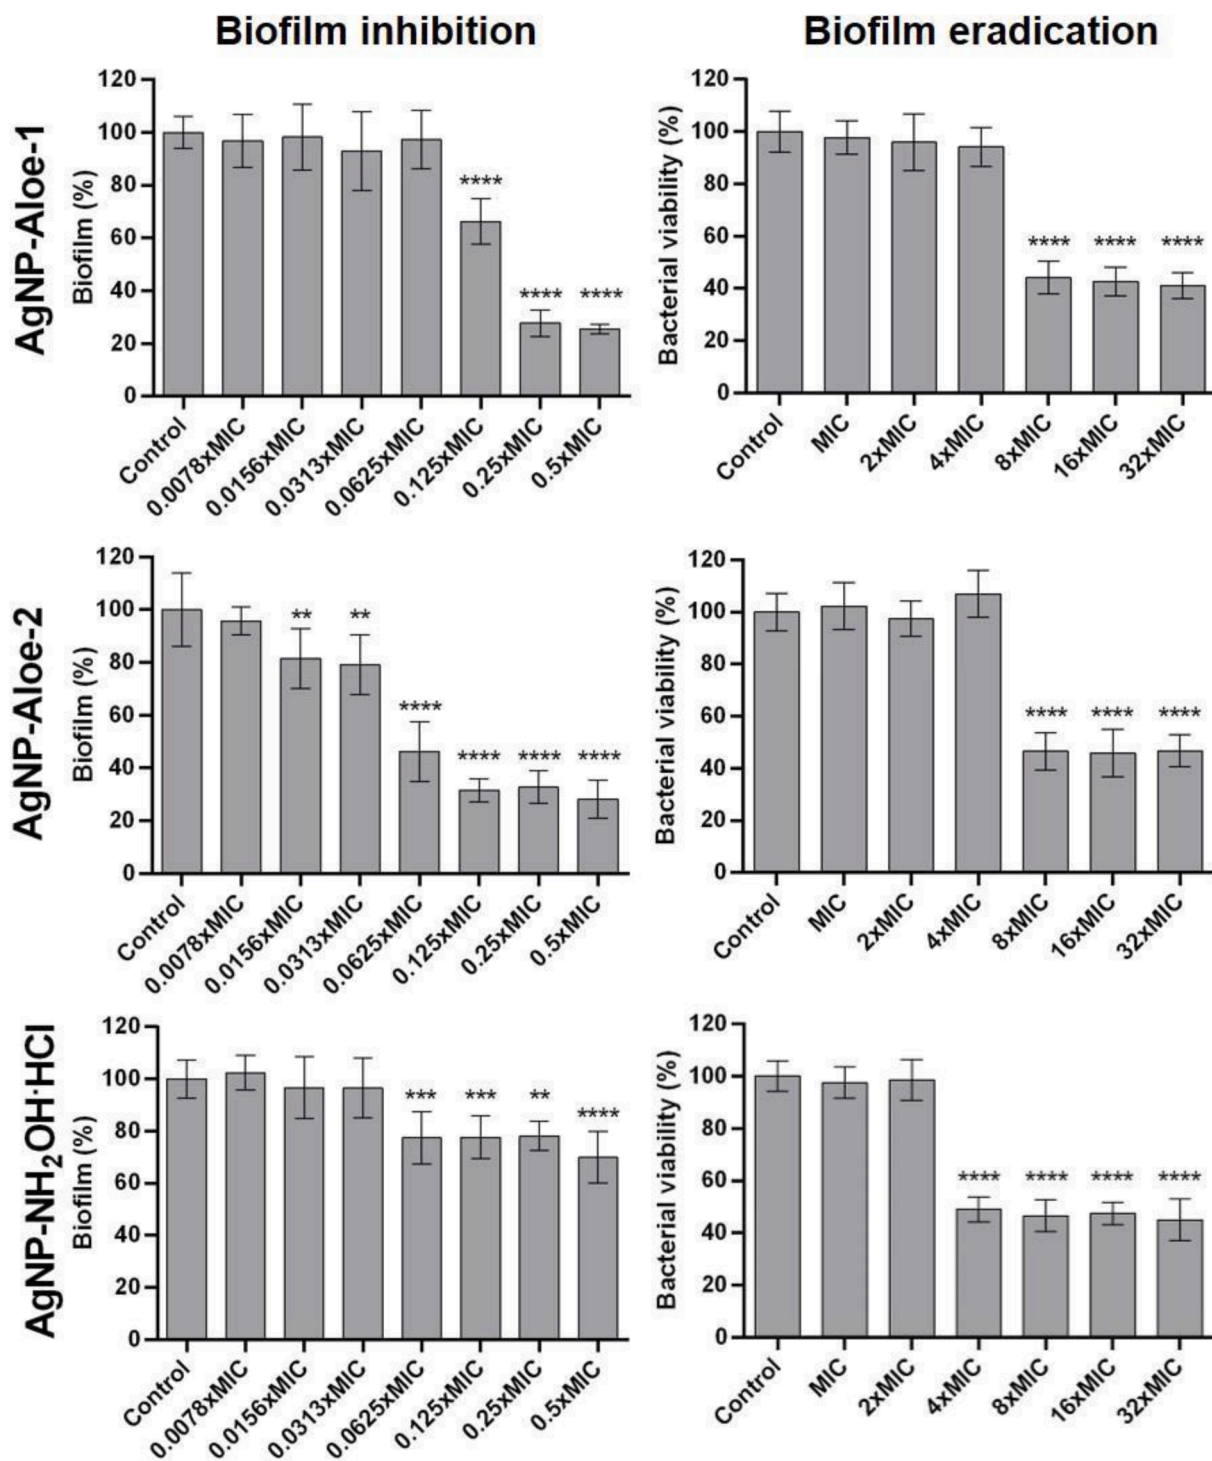 Biofilm inhibition
Biofilm eradication
AgNP-Aloe-1
Biofilm (%)
120
100
80
60
40
20
0
****
****
****
Control
0.0078xMIC
0.0156xMIC
0.0313xMIC
0.0625xMIC
0.125xMIC
0.25xMIC
0.5xMIC
Bacterial viability (%)
120
100
80
60
40
20
0
****
****
****
Control
MIC
2xMIC
4xMIC
8xMIC
16xMIC
32xMIC
AgNP-Aloe-2
Biofilm (%)
120
100
80
60
40
20
0
**
**
****
****
****
****
Control
0.0078xMIC
0.0156xMIC
0.0313xMIC
0.0625xMIC
0.125xMIC
0.25xMIC
0.5xMIC
Bacterial viability (%)
120
100
80
60
40
20
0
****
****
****
Control
MIC
2xMIC
4xMIC
8xMIC
16xMIC
32xMIC
AgNP-NH₂OH·HCl
Biofilm (%)
120
100
80
60
40
20
0
***
***
**
****
Control
0.0078xMIC
0.0156xMIC
0.0313xMIC
0.0625xMIC
0.125xMIC
0.25xMIC
0.5xMIC
Bacterial viability (%)
120
100
80
60
40
20
0
****
****
****
****
Control
MIC
2xMIC
4xMIC
8xMIC
16xMIC
32xMIC